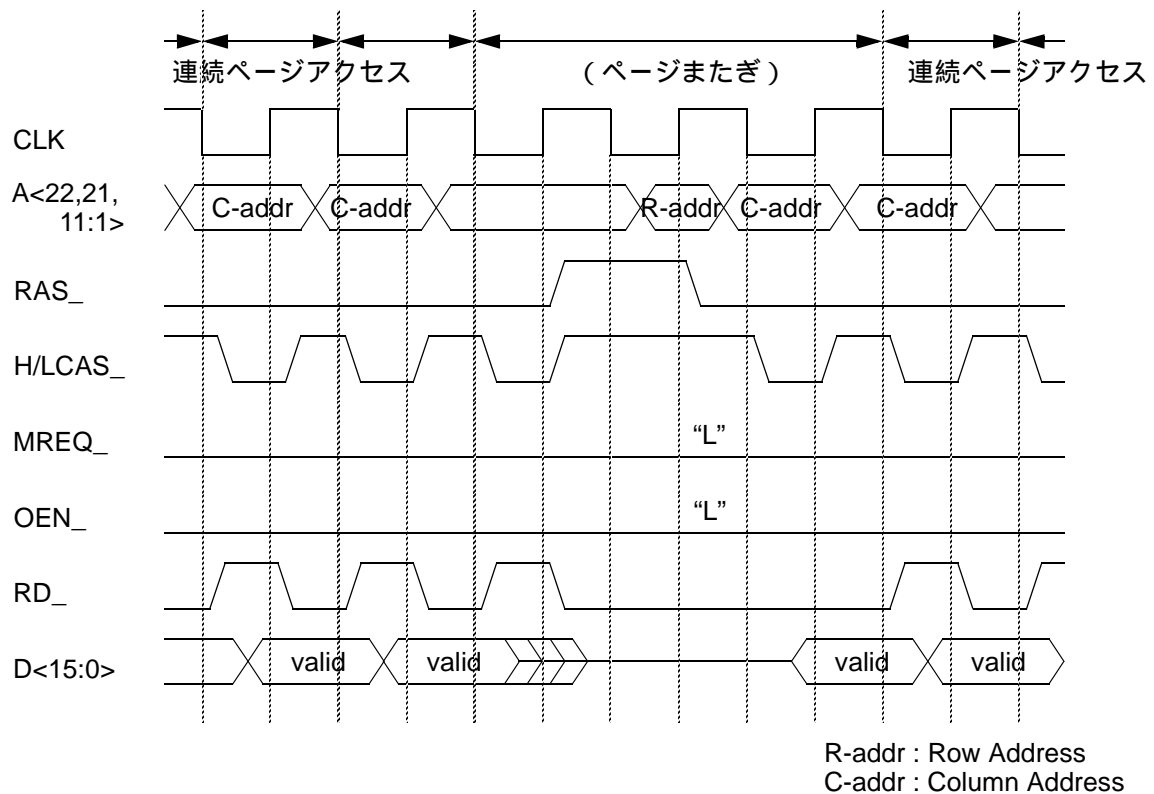 連続ページアクセス ( ページまたぎ ) 連続ページアクセス
CLK
A<22,21,
11:1>
C-addr C-addr R-addr C-addr C-addr
RAS_
H/LCAS_
MREQ_ “L”
OEN_ “L”
RD_
D<15:0> valid valid valid valid
R-addr : Row Address
C-addr : Column Address